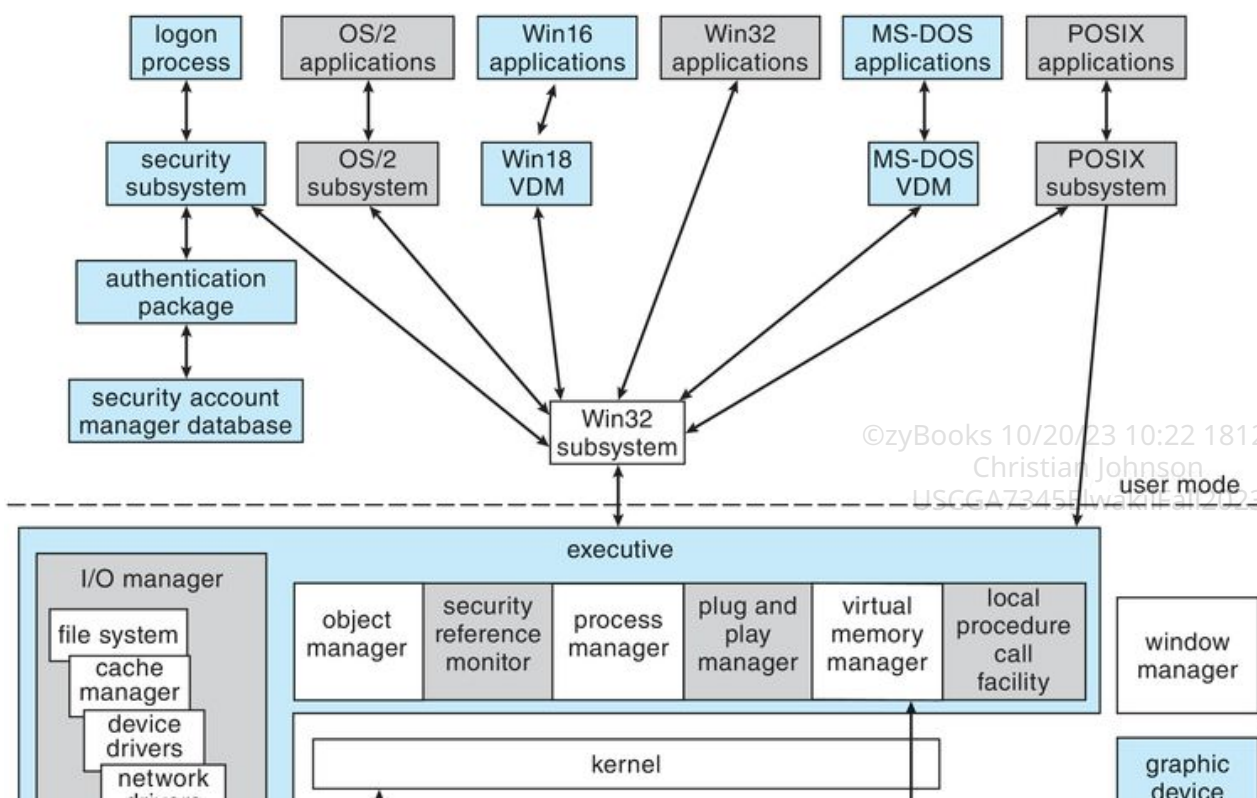 logon
process
OS/2
applications
Win16
applications
Win32
applications
MS-DOS
applications
POSIX
applications
security
subsystem
OS/2
subsystem
Win18
VDM
MS-DOS
VDM
POSIX
subsystem
authentication
package
security account
manager database
Win32
subsystem
©zyBooks 10/20/23 10:22 1812
Christian Johnson
user mode
executive
I/O manager
file system
cache
manager
device
drivers
network
drivers
object
manager
security
reference
monitor
process
manager
plug and
play
manager
virtual
memory
manager
local
procedure
call
facility
window
manager
kernel
graphic
device